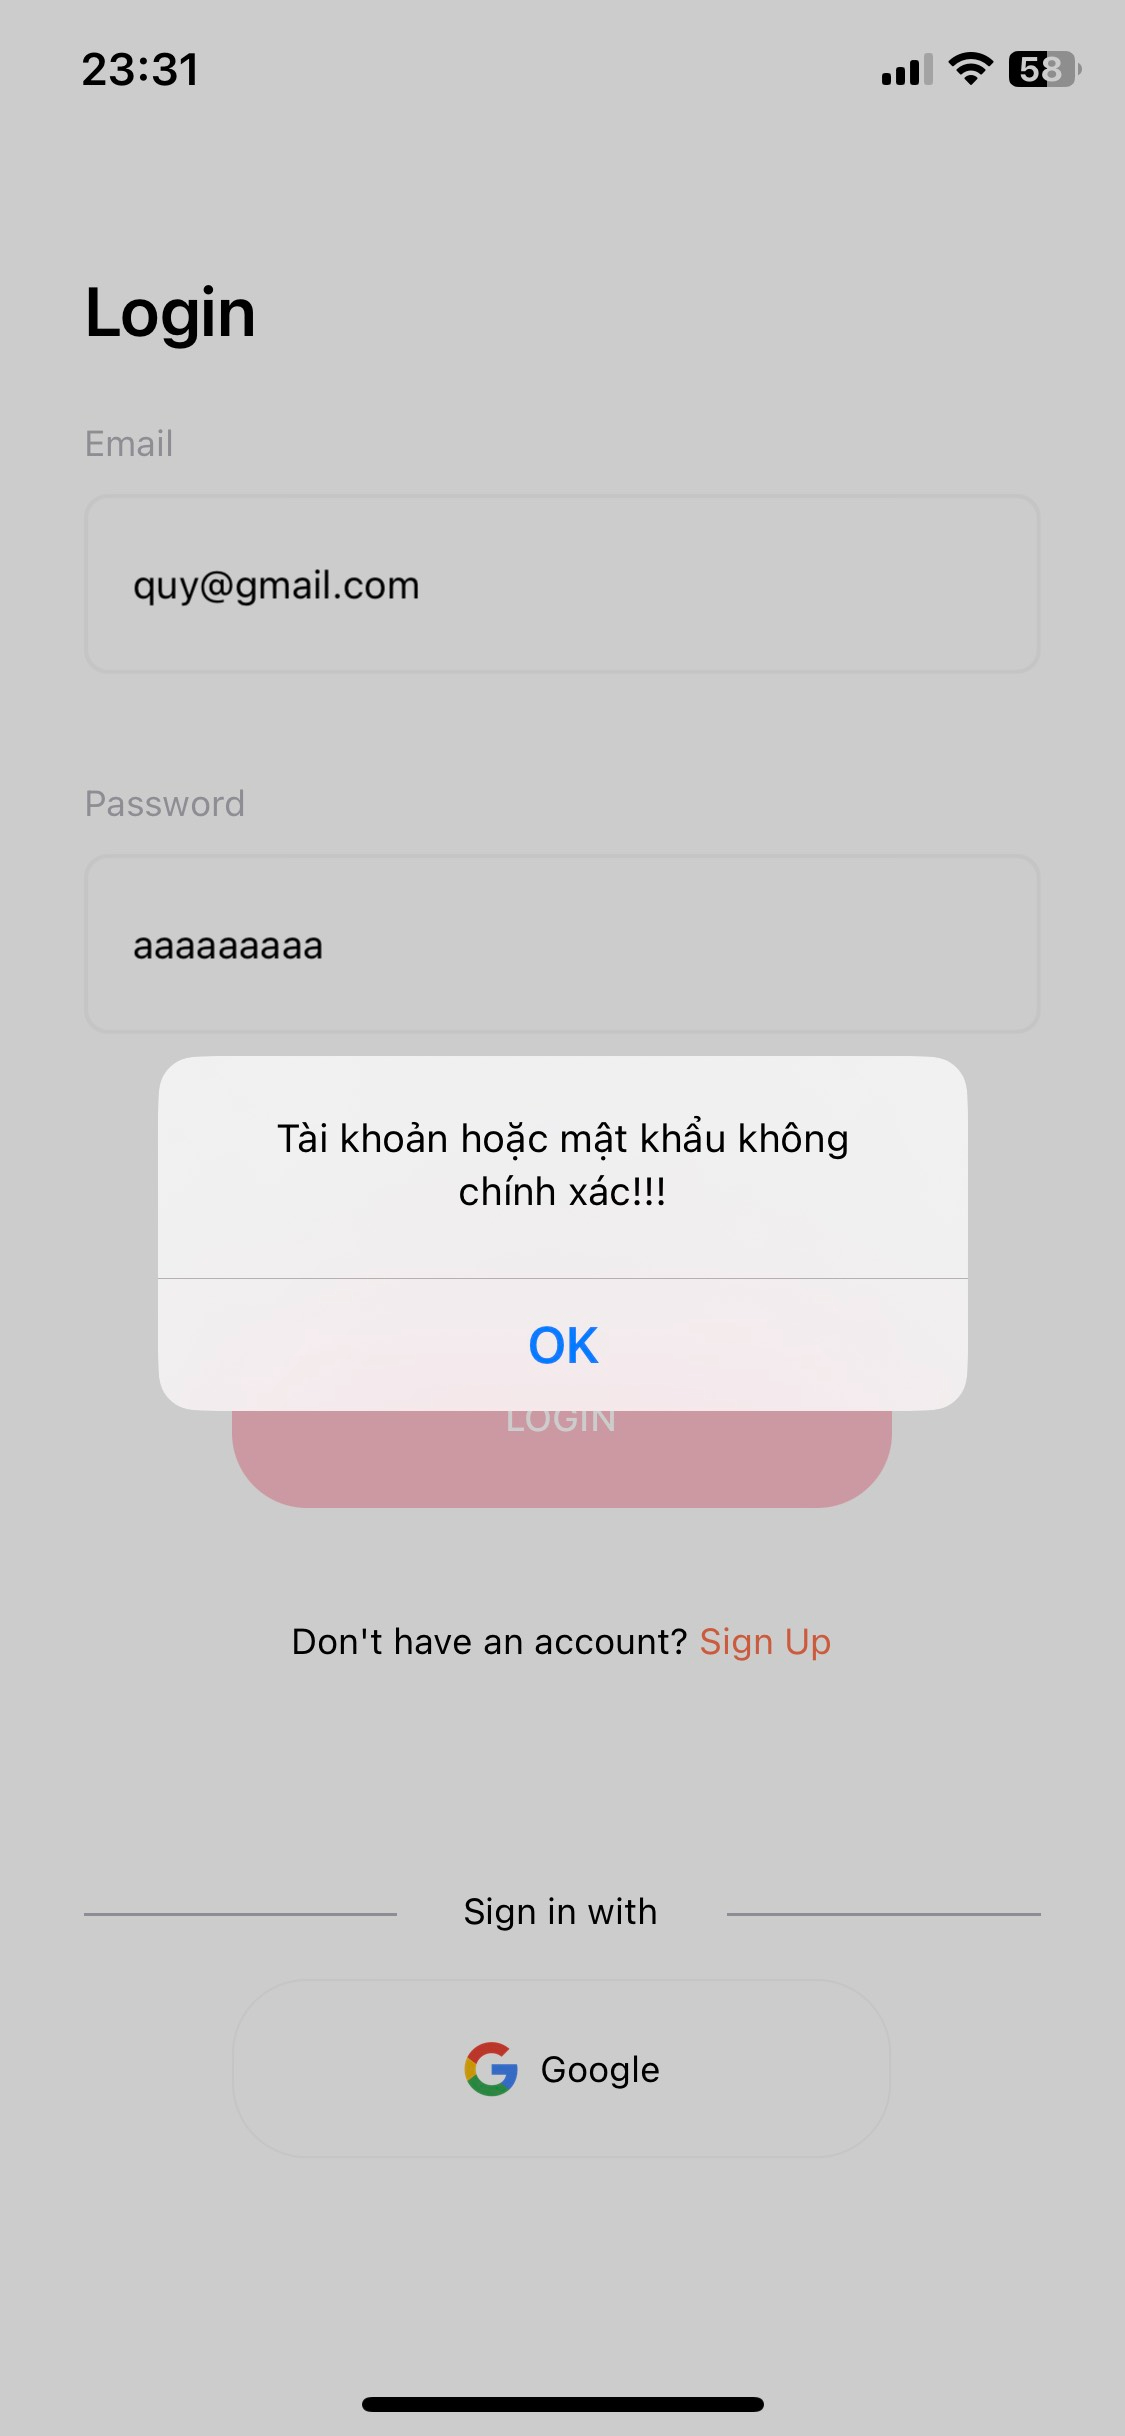 23:31
58
Login
Email
quy@gmail.com
Password
aaaaaaaaa
Tài khoản hoặc mật khẩu không
chính xác!!!
OK
LOGIN
Don't have an account? Sign Up
Sign in with
Google